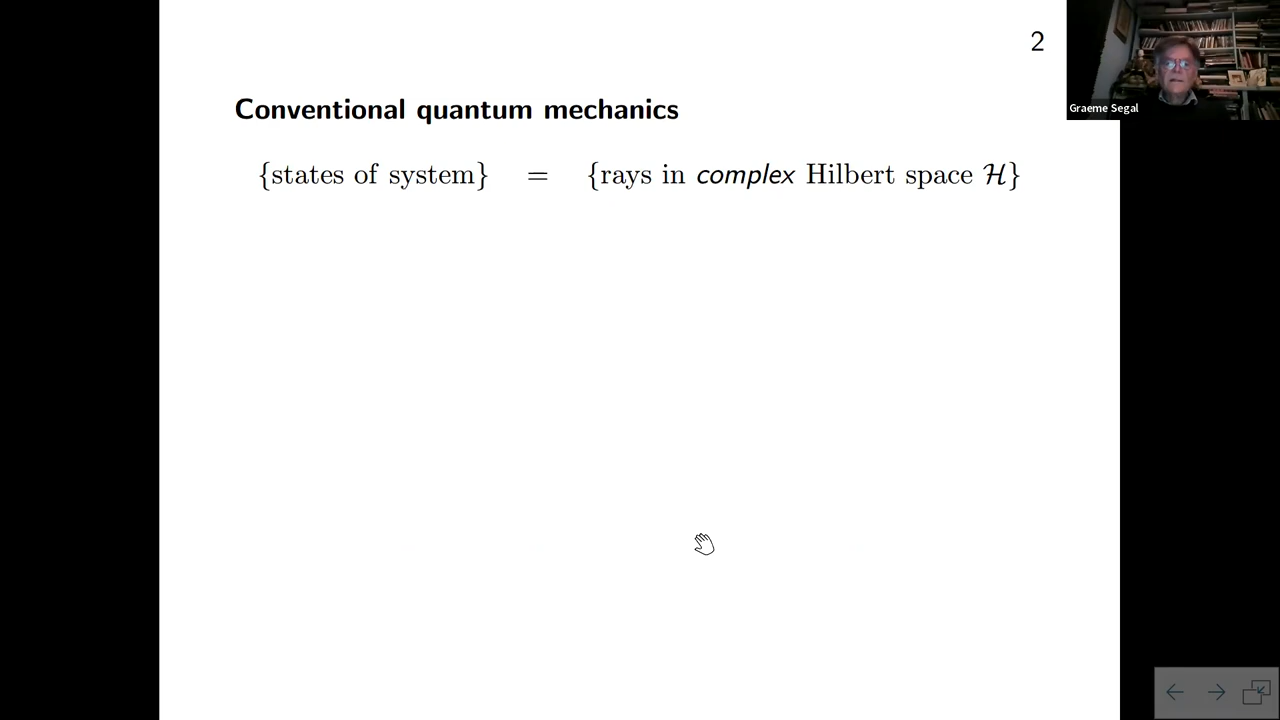 2
Graeme Segal
Conventional quantum mechanics
{states of system} = {rays in complex Hilbert space ℋ}